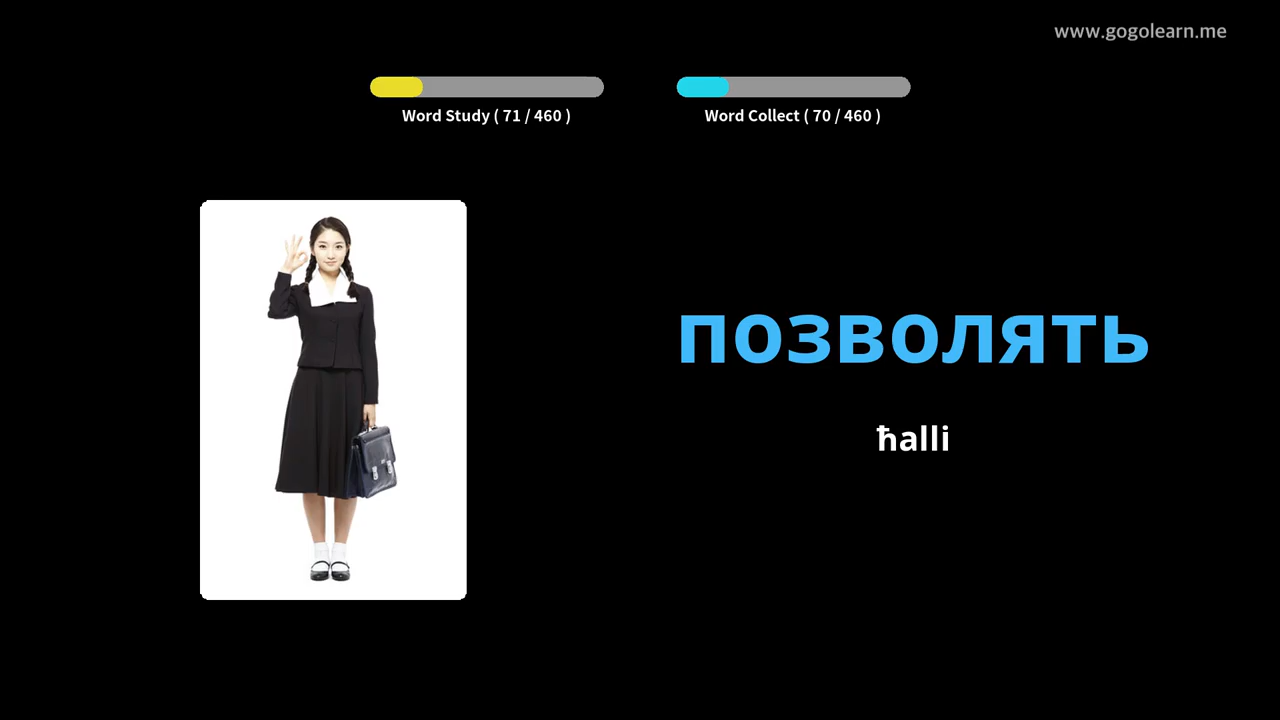 www.gogolearn.me
Word Study ( 71 / 460 )
Word Collect ( 70 / 460 )
позволять
ħalli